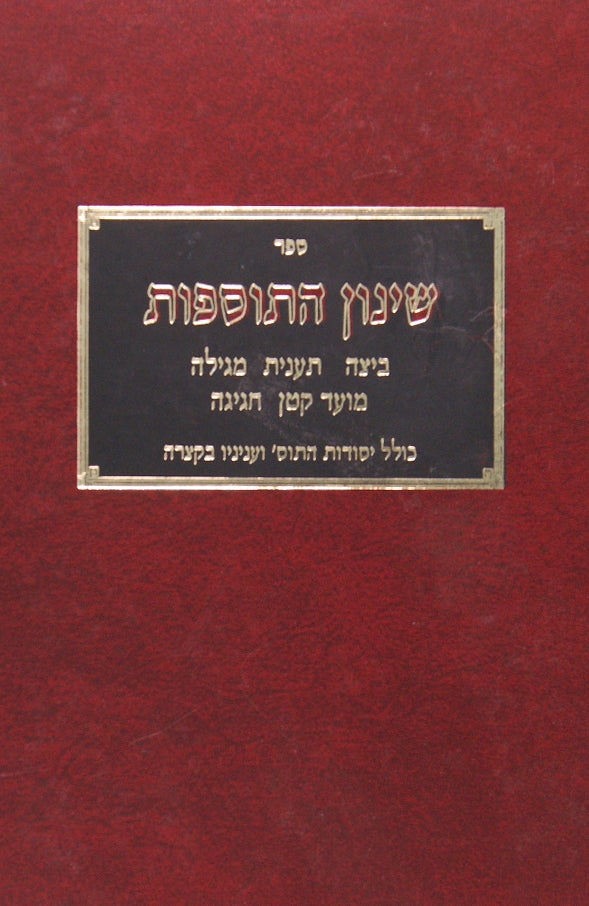 ספר
שינון התוספות
ביצה תענית מגילה
מועד קטן חגיגה
כולל יסודות התוס' ועניניו בקצרה